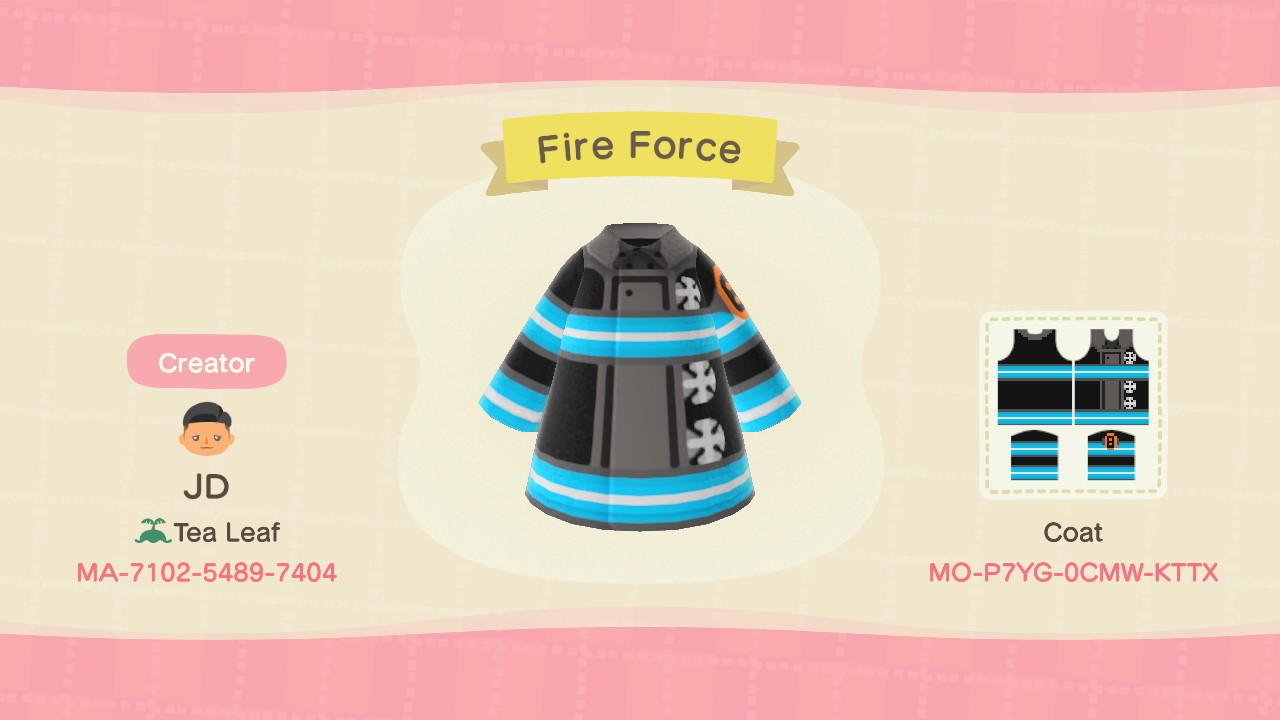 Fire Force
Creator
JD
Tea Leaf
MA-7102-5489-7404
Coat
MO-P7YG-0CMW-KTTX